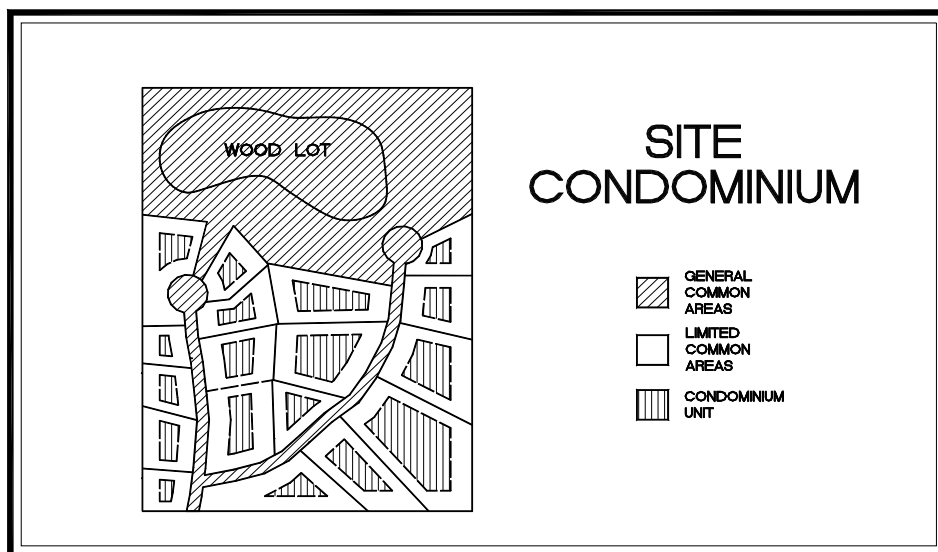 WOOD LOT
SITE
CONDOMINIUM
GENERAL
COMMON
AREAS
LIMITED
COMMON
AREAS
CONDOMINIUM
UNIT